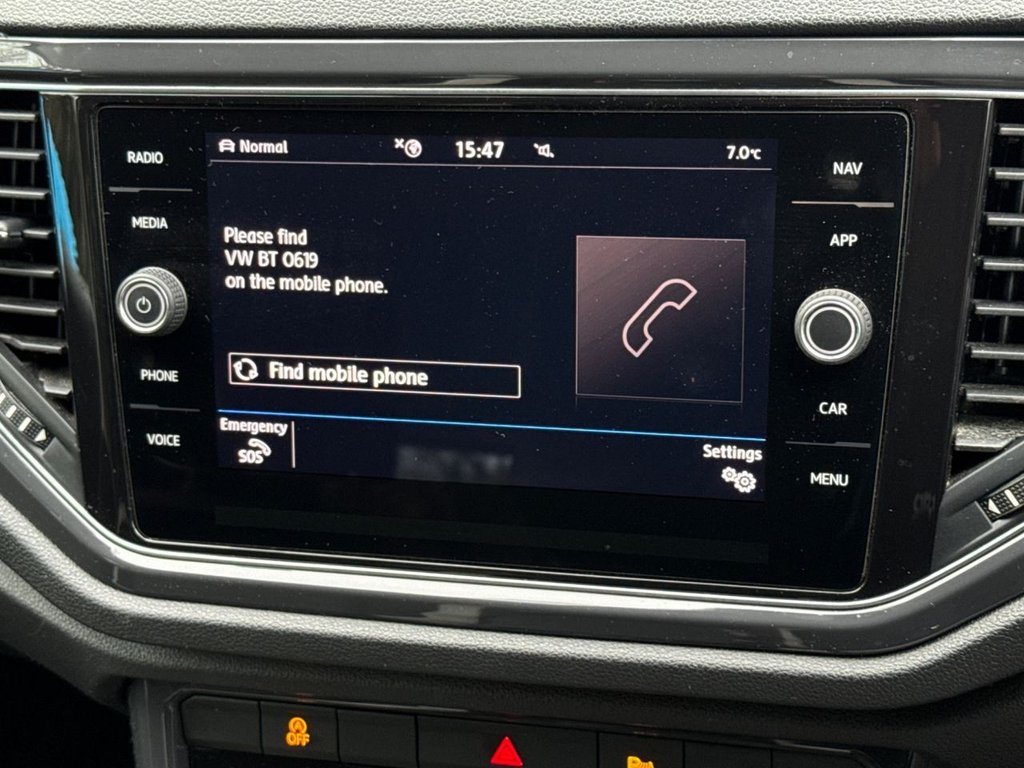 RADIO
MEDIA
PHONE
VOICE
Normal
15:47
7.0°C
Please find
VW BT 0619
on the mobile phone.
Find mobile phone
Emergency
SOS
Settings
NAV
APP
CAR
MENU
A
OFF
P